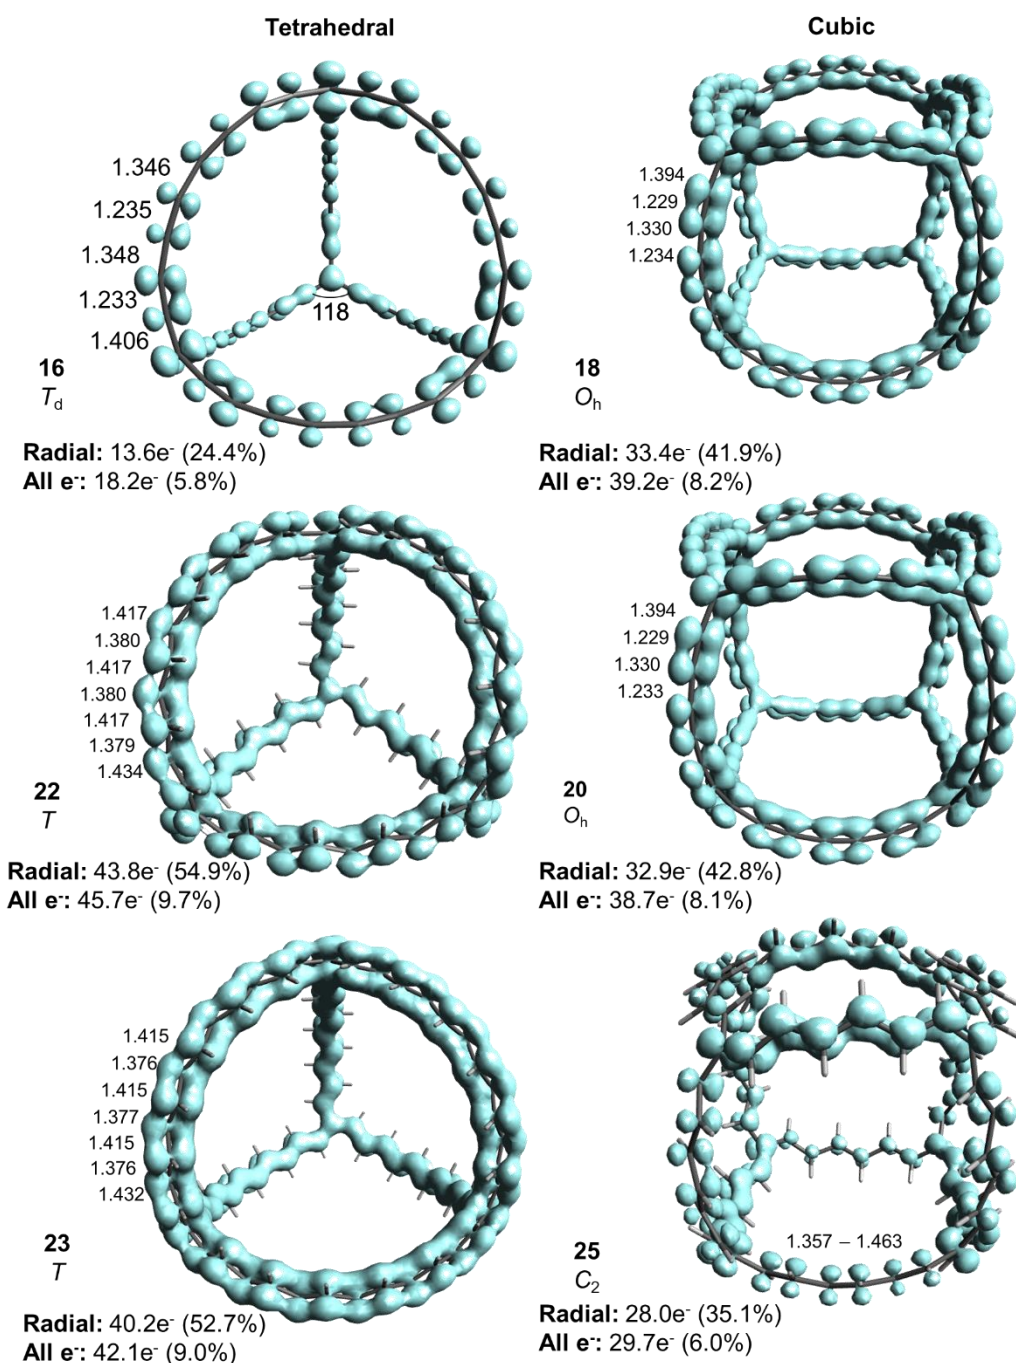 Tetrahedral
Cubic
1.346
1.235
1.348
1.233
1.406
118
16
Td
Radial: 13.6e- (24.4%)
All e-: 18.2e- (5.8%)
1.394
1.229
1.330
1.234
18
Oh
Radial: 33.4e- (41.9%)
All e-: 39.2e- (8.2%)
1.417
1.380
1.417
1.380
1.417
1.379
1.434
22
T
Radial: 43.8e- (54.9%)
All e-: 45.7e- (9.7%)
1.394
1.229
1.330
1.233
20
Oh
Radial: 32.9e- (42.8%)
All e-: 38.7e- (8.1%)
1.415
1.376
1.415
1.377
1.415
1.376
1.432
23
T
Radial: 40.2e- (52.7%)
All e-: 42.1e- (9.0%)
1.357 – 1.463
25
C2
Radial: 28.0e- (35.1%)
All e-: 29.7e- (6.0%)